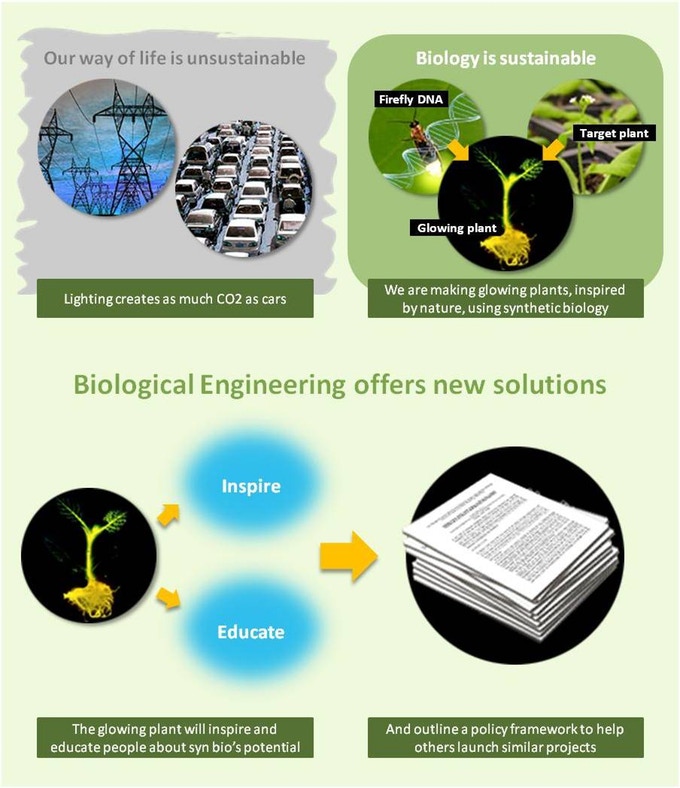 Our way of life is unsustainable
Biology is sustainable
Firefly DNA
Target plant
Glowing plant
Lighting creates as much CO2 as cars
We are making glowing plants, inspired
by nature, using synthetic biology
Biological Engineering offers new solutions
Inspire
Educate
The glowing plant will inspire and
educate people about syn bio's potential
And outline a policy framework to help
others launch similar projects